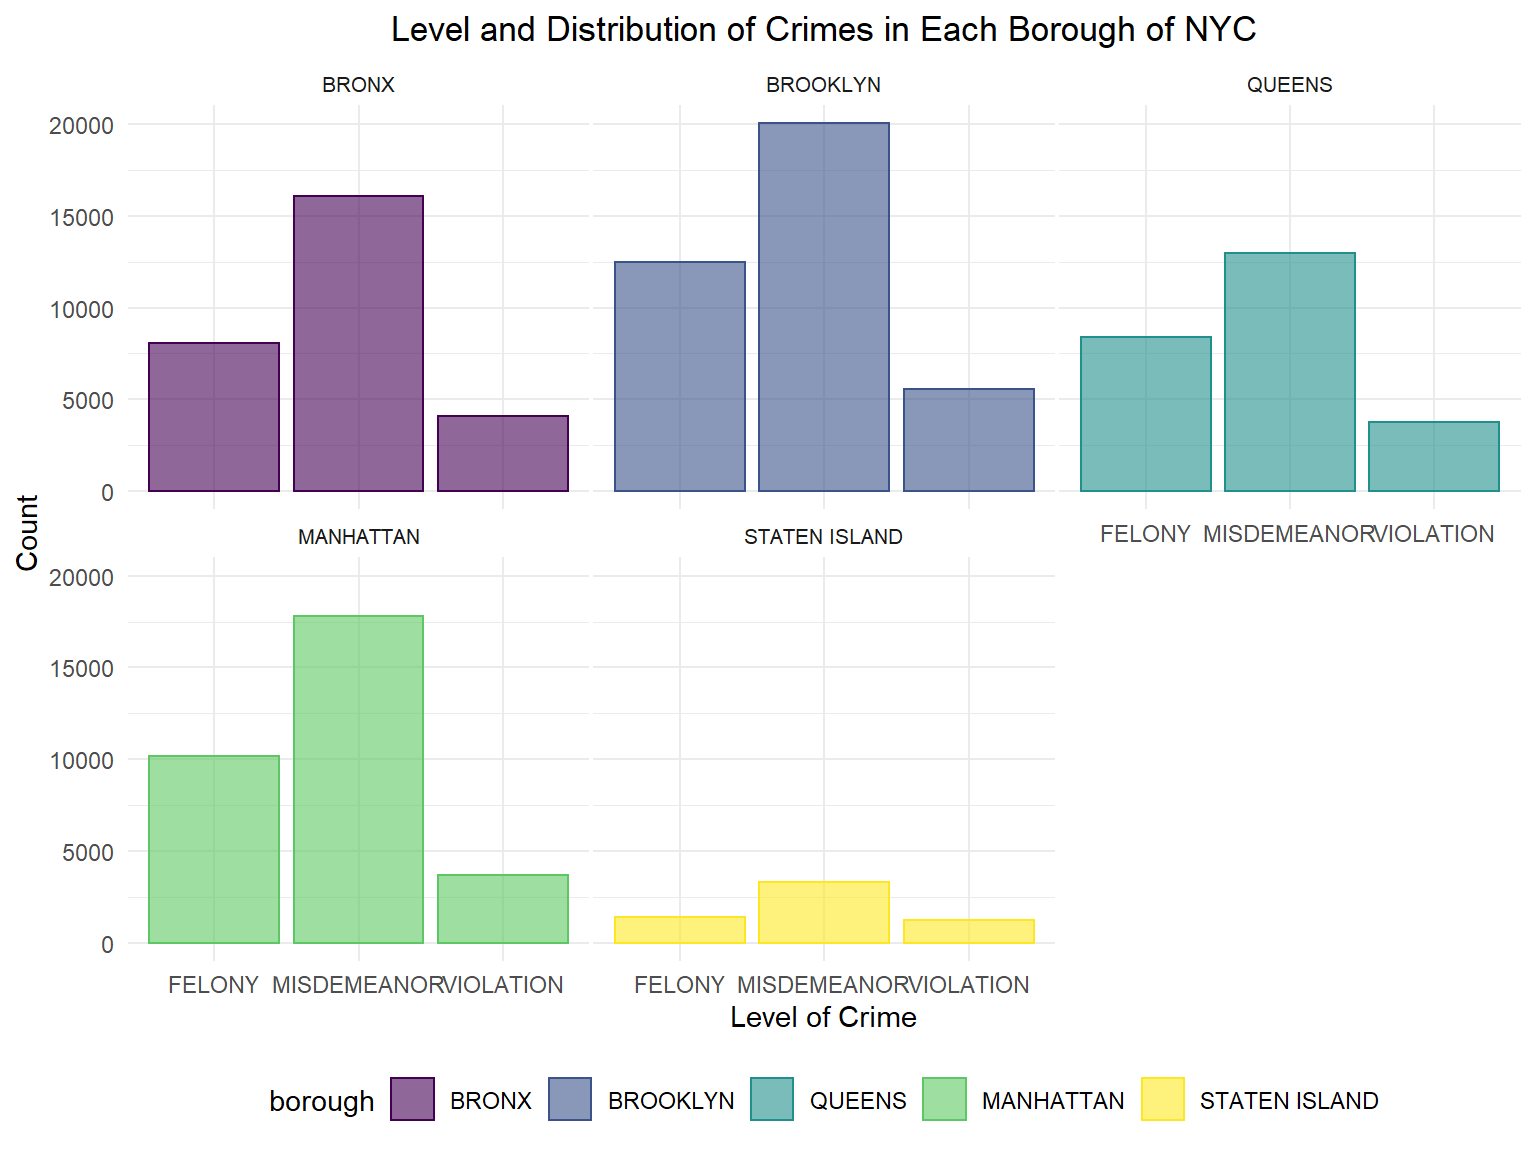 Level and Distribution of Crimes in Each Borough of NYC
BRONX BROOKLYN QUEENS
20000
15000
10000
5000
0
FELONY MISDEMEANOR VIOLATION
Count
MANHATTAN STATEN ISLAND
20000
15000
10000
5000
0
FELONY MISDEMEANOR VIOLATION FELONY MISDEMEANOR VIOLATION
Level of Crime
borough BRONX BROOKLYN QUEENS MANHATTAN STATEN ISLAND